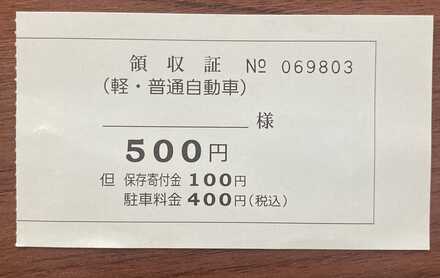 領収証 № 069803
(軽・普通自動車)
様
500円
但 保存寄付金 100円
駐車料金 400円(税込)